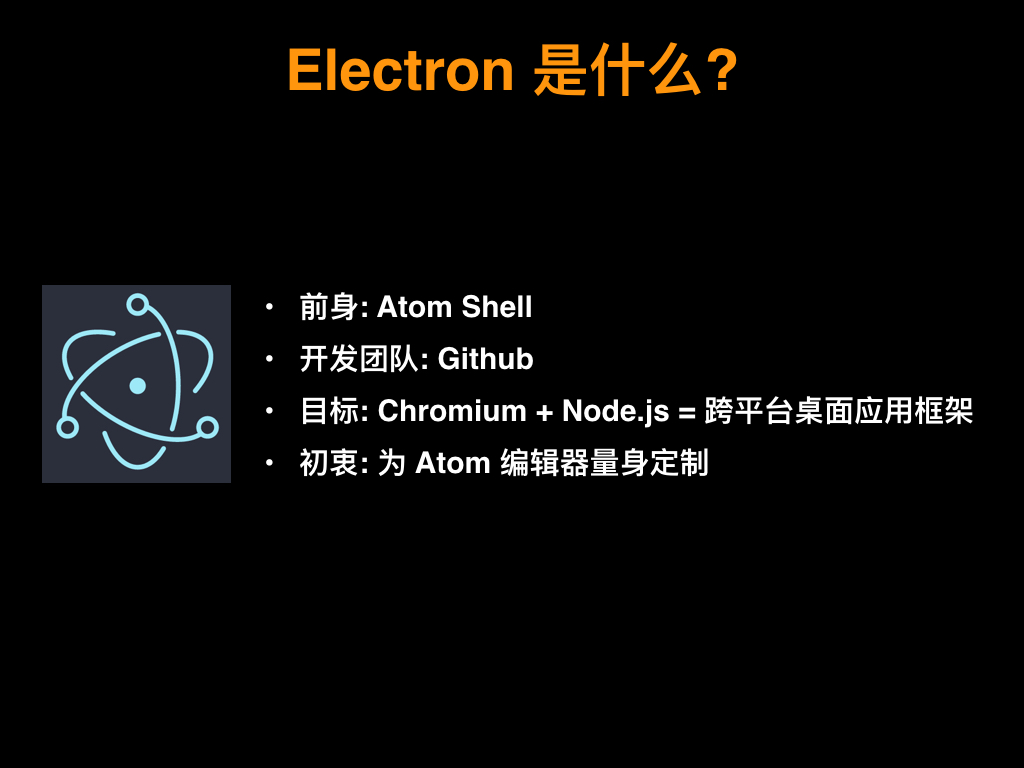 Electron 是什么?
• 前身: Atom Shell
• 开发团队: Github
• 目标: Chromium + Node.js = 跨平台桌面应用框架
• 初衷: 为 Atom 编辑器量身定制